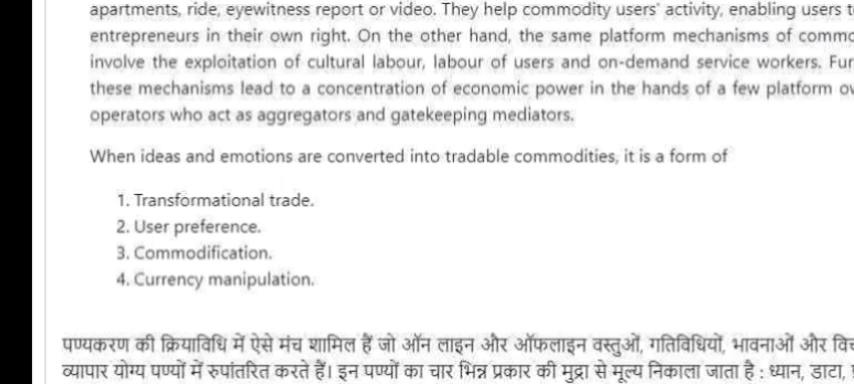 apartments, ride, eyewitness report or video. They help commodity users' activity, enabling users
entrepreneurs in their own right. On the other hand, the same platform mechanisms of
involve the exploitation of cultural labour, labour of users and on-demand service workers.
these mechanisms lead to a concentration of economic power in the hands of a few platform
operators who act as aggregators and gatekeeping mediators.
When ideas and emotions are converted into tradable commodities, it is a form of
1. Transformational trade.
2. User preference.
3. Commodification.
4. Currency manipulation.
पण्यकरण की क्रियाविधि में ऐसे मंच शामिल हैं जो ऑन लाइन और ऑफलाइन वस्तुओं, गतिविधियों, भावनाओं और
व्यापार योग्य पण्यों में रुपांतरित करते हैं। इन पण्यों का चार भिन्न प्रकार की मुद्रा से मूल्य निकाला जाता है : ध्यान, डाटा,